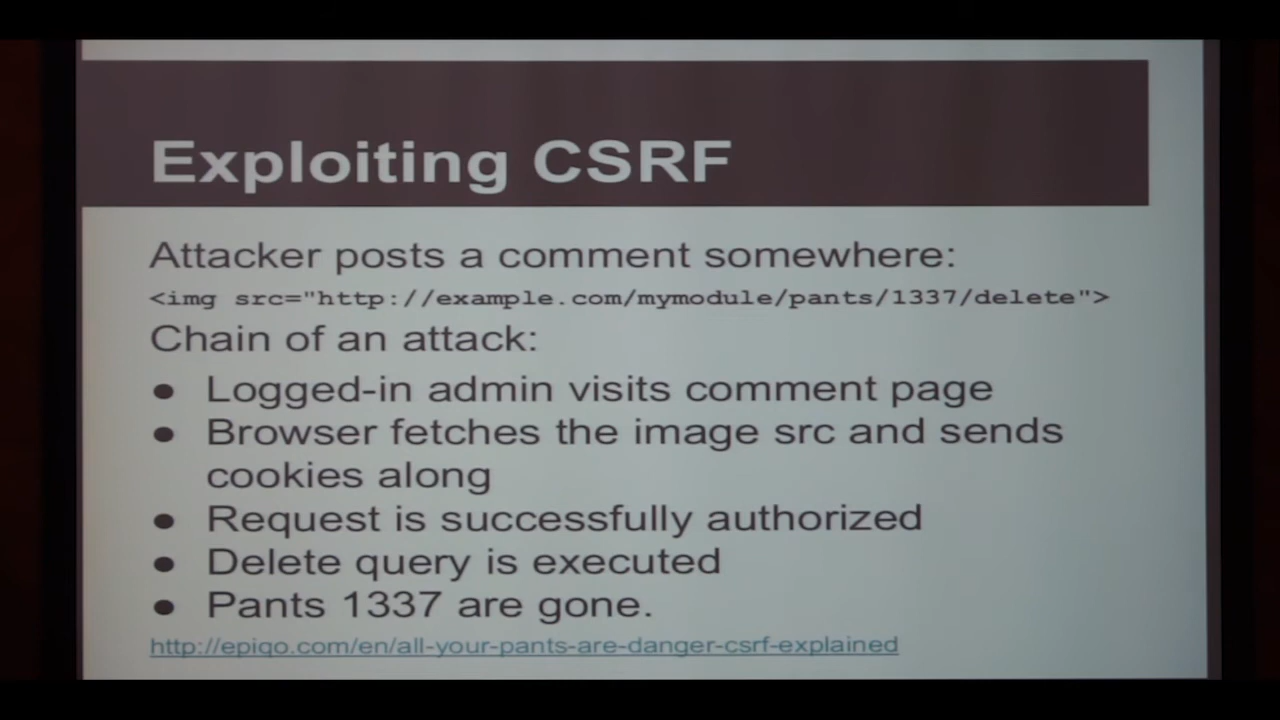 Exploiting CSRF
Attacker posts a comment somewhere:
<img src="http://example.com/mymodule/pants/1337/delete">
Chain of an attack:
● Logged-in admin visits comment page
● Browser fetches the image src and sends
cookies along
● Request is successfully authorized
● Delete query is executed
● Pants 1337 are gone.
http://epiqo.com/en/all-your-pants-are-danger-csrf-explained